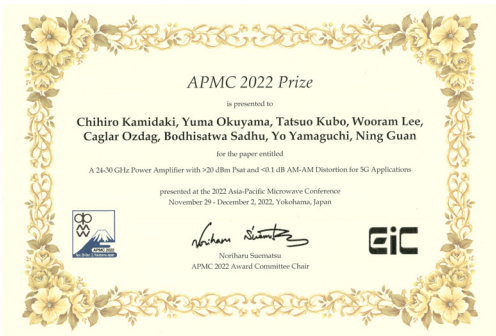 APMC 2022 Prize
is presented to
Chihiro Kamidaki, Yuma Okuyama, Tatsuo Kubo, Wooram Lee,
Caglar Ozdag, Bodhisatwa Sadhu, Yo Yamaguchi, Ning Guan
for the paper entitled
A 24-30 GHz Power Amplifier with >20 dBm Psat and <0.1 dB AM-AM Distortion for 5G Applications
presented at the 2022 Asia-Pacific Microwave Conference
November 29 - December 2, 2022, Yokohama, Japan
apmc
APMC 2022
Noriharu Suematsu
EiC
Noriharu Suematsu
APMC 2022 Award Committee Chair